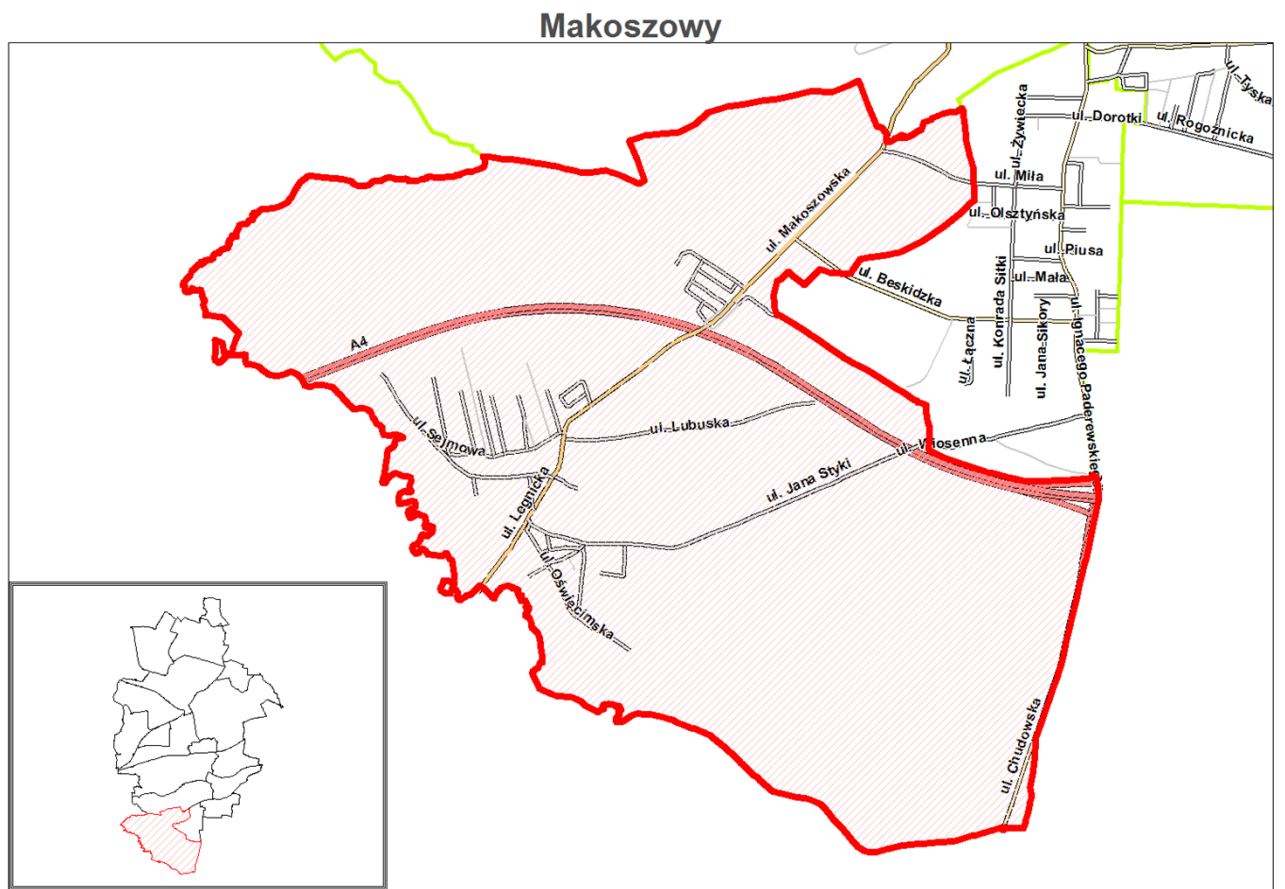 Makoszowy
ul. Tyska
ul. Żywiecka
ul. Dorotki
ul. Rogoźnicka
ul. Miła
ul. Makoszowska
ul. Olsztyńska
ul. Piusa
ul. Beskidzka
ul. Konrada Sitki
ul. Mała
ul. Ignacego Paderewskiego
ul. Łączna
ul. Jana Sikory
A4
ul. Sejmowa
ul. Lubuska
ul. Wiosenna
ul. Jana Styki
ul. Legnicka
ul. Oświęcimska
ul. Chudowska